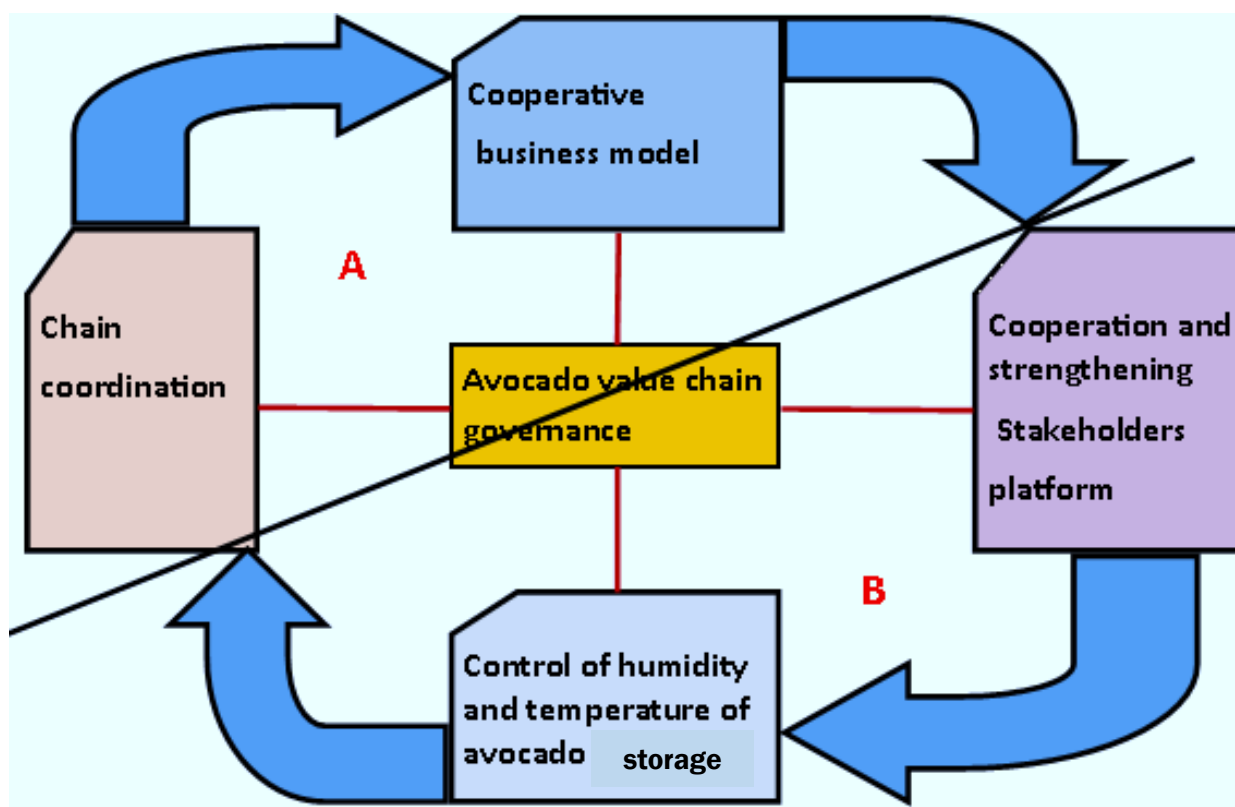 Cooperative
business model
A
Chain
coordination
Avocado value chain
governance
Cooperation and
strengthening
Stakeholders
platform
B
Control of humidity
and temperature of
avocado storage